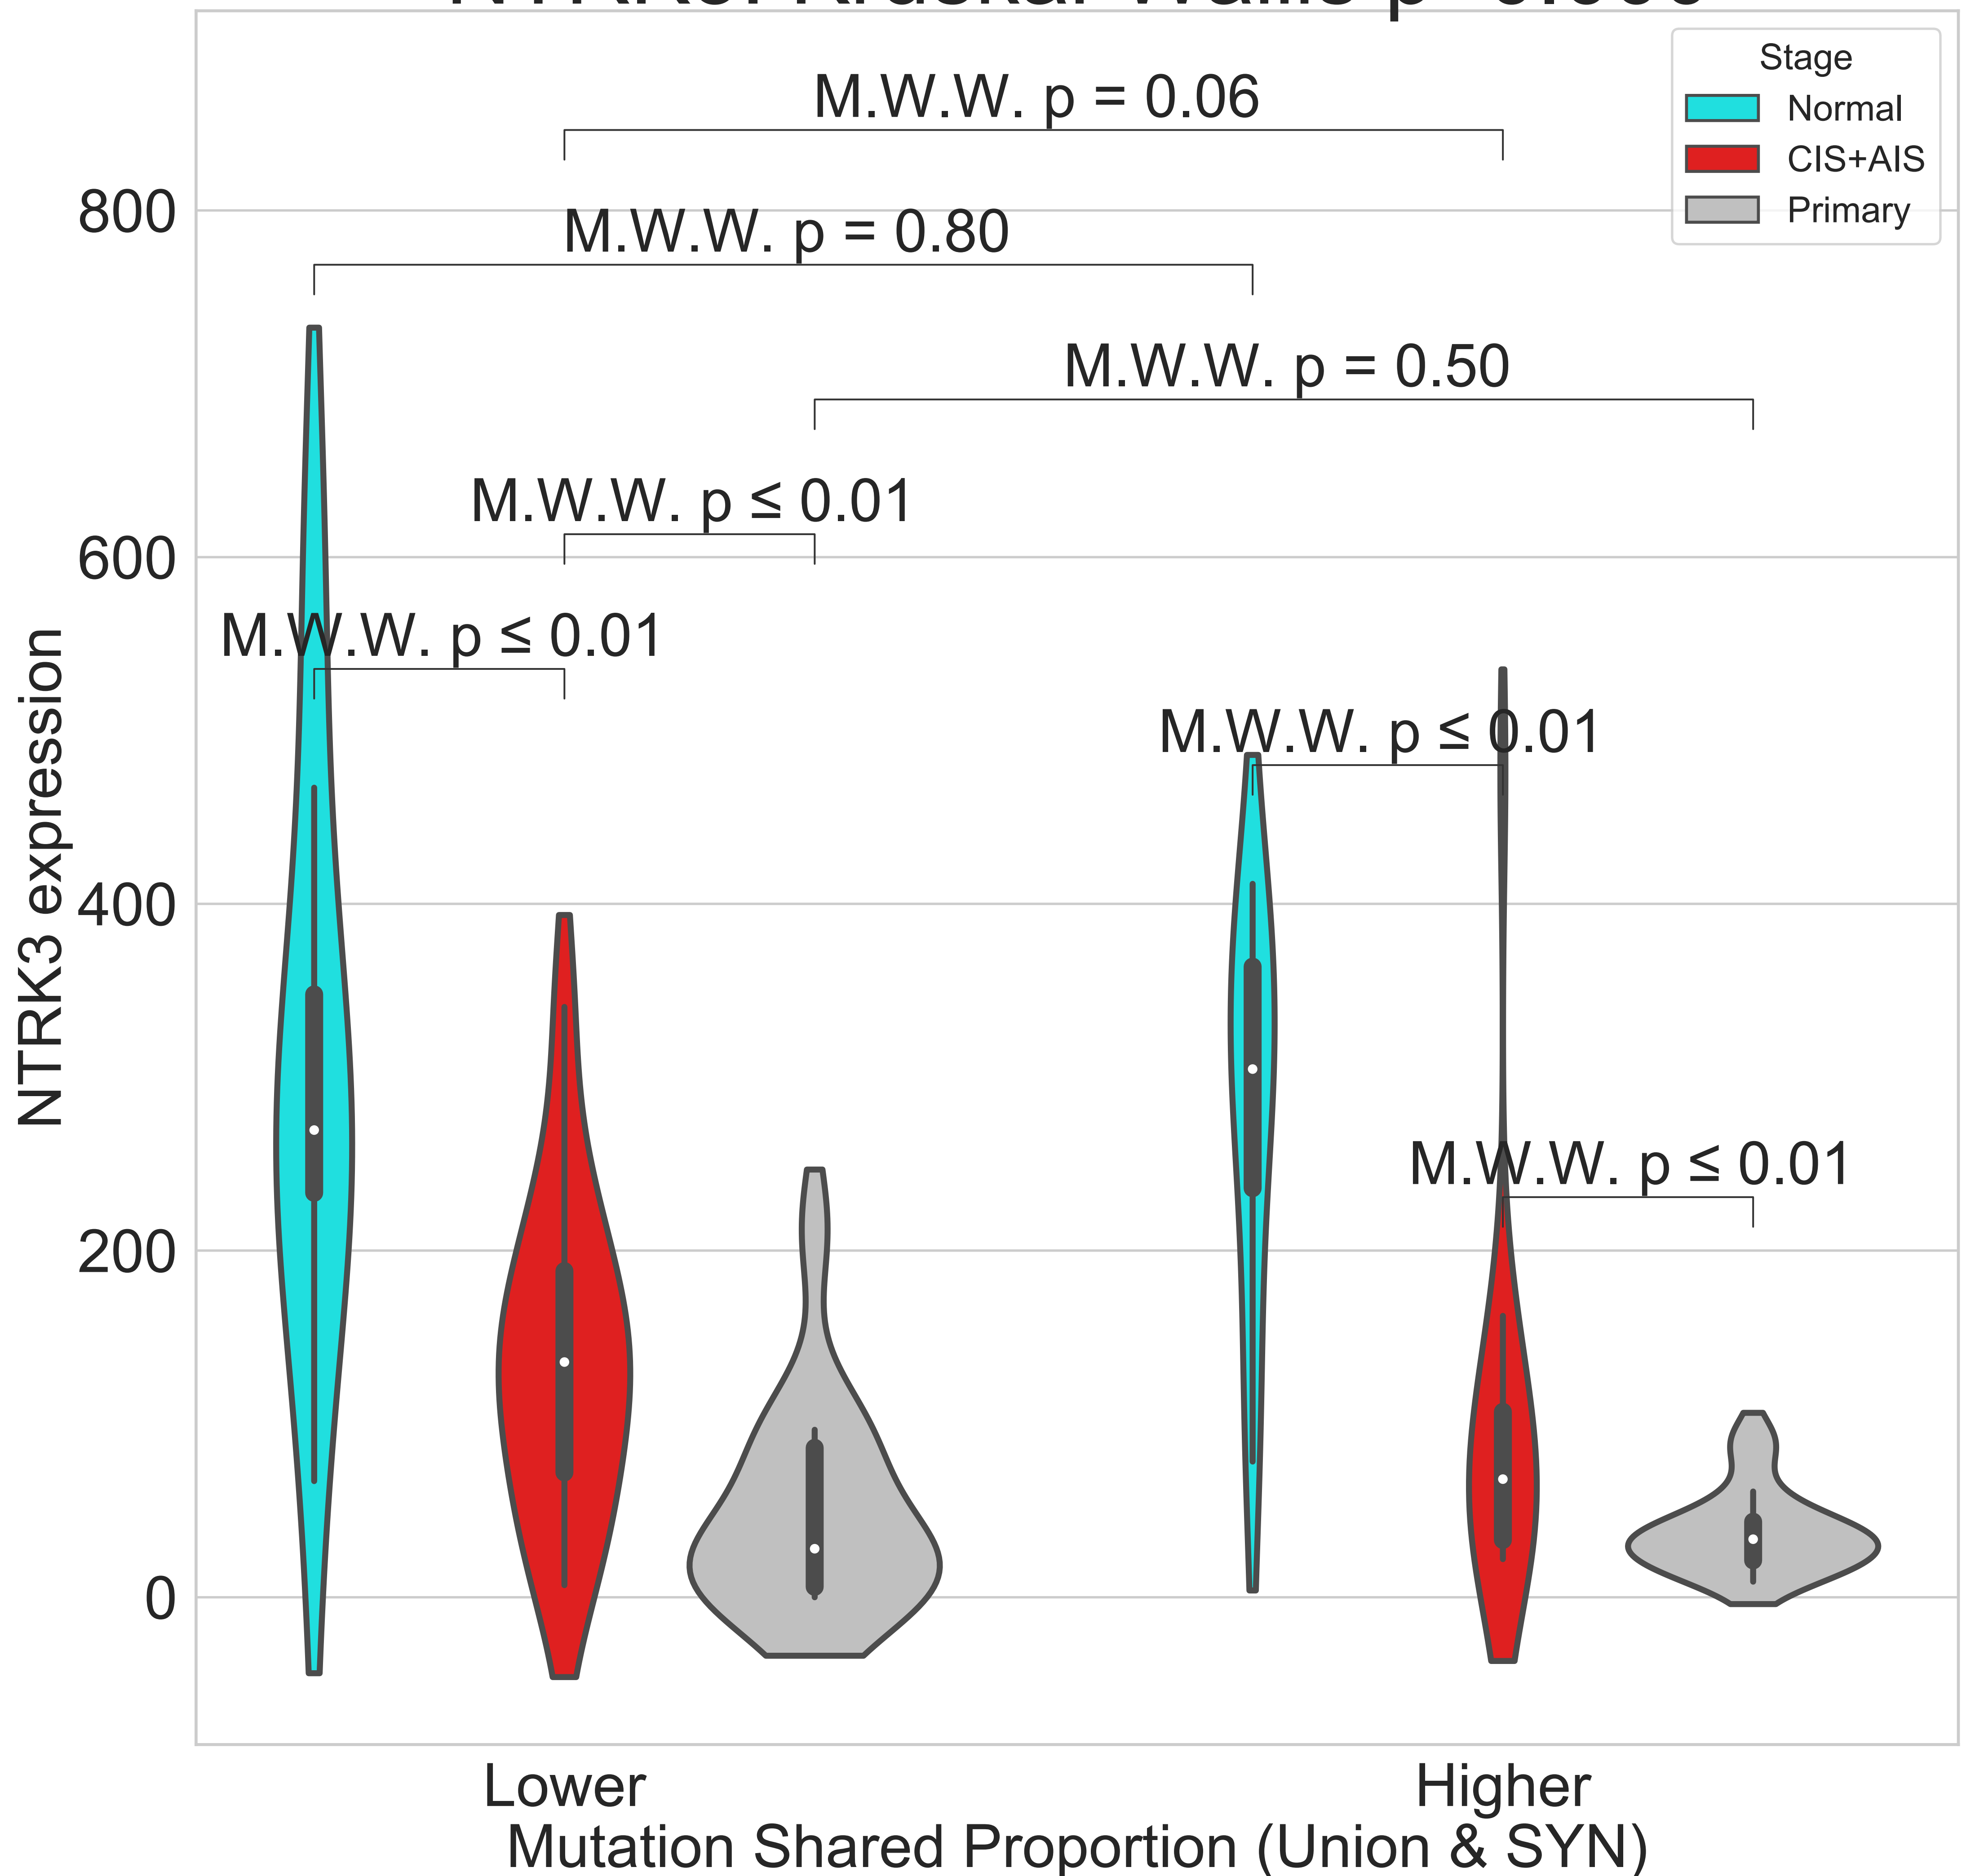 Stage
Normal
CIS+AIS
Primary
M.W.W. p = 0.06
M.W.W. p = 0.80
M.W.W. p = 0.50
M.W.W. p ≤ 0.01
M.W.W. p ≤ 0.01
M.W.W. p ≤ 0.01
M.W.W. p ≤ 0.01
800
600
400
200
0
NTRK3 expression
Lower
Higher
Mutation Shared Proportion (Union & SYN)